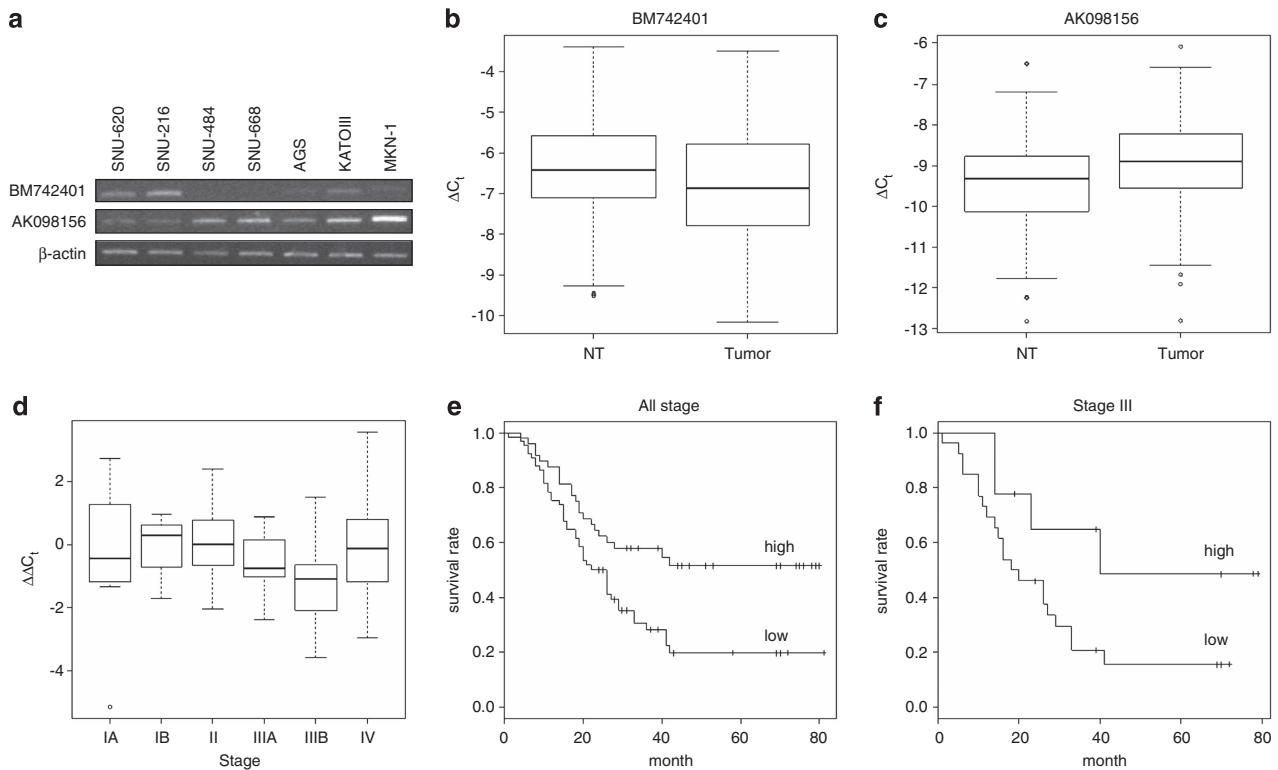 a
SNU-620
SNU-216
SNU-484
SNU-668
AGS
KATOIII
MKN-1
BM742401
AK098156
β-actin
b
BM742401
ΔCt
-4
-5
-6
-7
-8
-9
-10
NT Tumor
c
AK098156
ΔCt
-6
-7
-8
-9
-10
-11
-12
-13
NT Tumor
d
ΔΔCt
2
0
-2
-4
IA IB II IIIA IIIB IV
Stage
e
All stage
survival rate
1.0
0.8
0.6
0.4
0.2
0.0
high
low
0 20 40 60 80
month
f
Stage III
survival rate
1.0
0.8
0.6
0.4
0.2
0.0
high
low
0 20 40 60 80
month